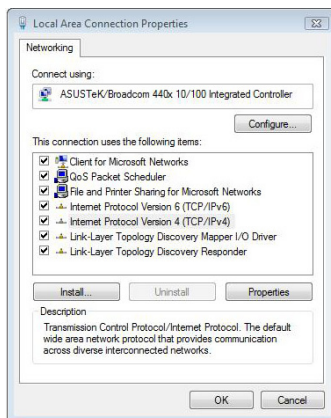 Local Area Connection Properties
Networking
Connect using:
ASUSTeK/Broadcom 440x 10/100 Integrated Controller
Configure...
This connection uses the following items:
Client for Microsoft Networks
QoS Packet Scheduler
File and Printer Sharing for Microsoft Networks
Internet Protocol Version 6 (TCP/IPv6)
Internet Protocol Version 4 (TCP/IPv4)
Link-Layer Topology Discovery Mapper I/O Driver
Link-Layer Topology Discovery Responder
Install...
Uninstall
Properties
Description
Transmission Control Protocol/Internet Protocol. The default
wide area network protocol that provides communication
across diverse interconnected networks.
OK
Cancel